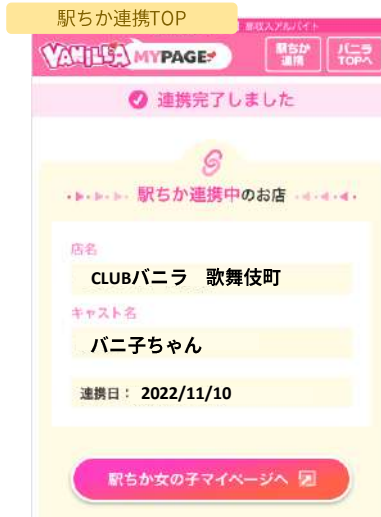 駅ちか連携TOP
高収入アルバイト
VANILLA MYPAGE
駅ちか
連携
バニラ
TOPへ
連携完了しました
駅ちか連携中のお店
店名
CLUBバニラ 歌舞伎町
キャスト名
バニ子ちゃん
連携日: 2022/11/10
駅ちか女の子マイページへ